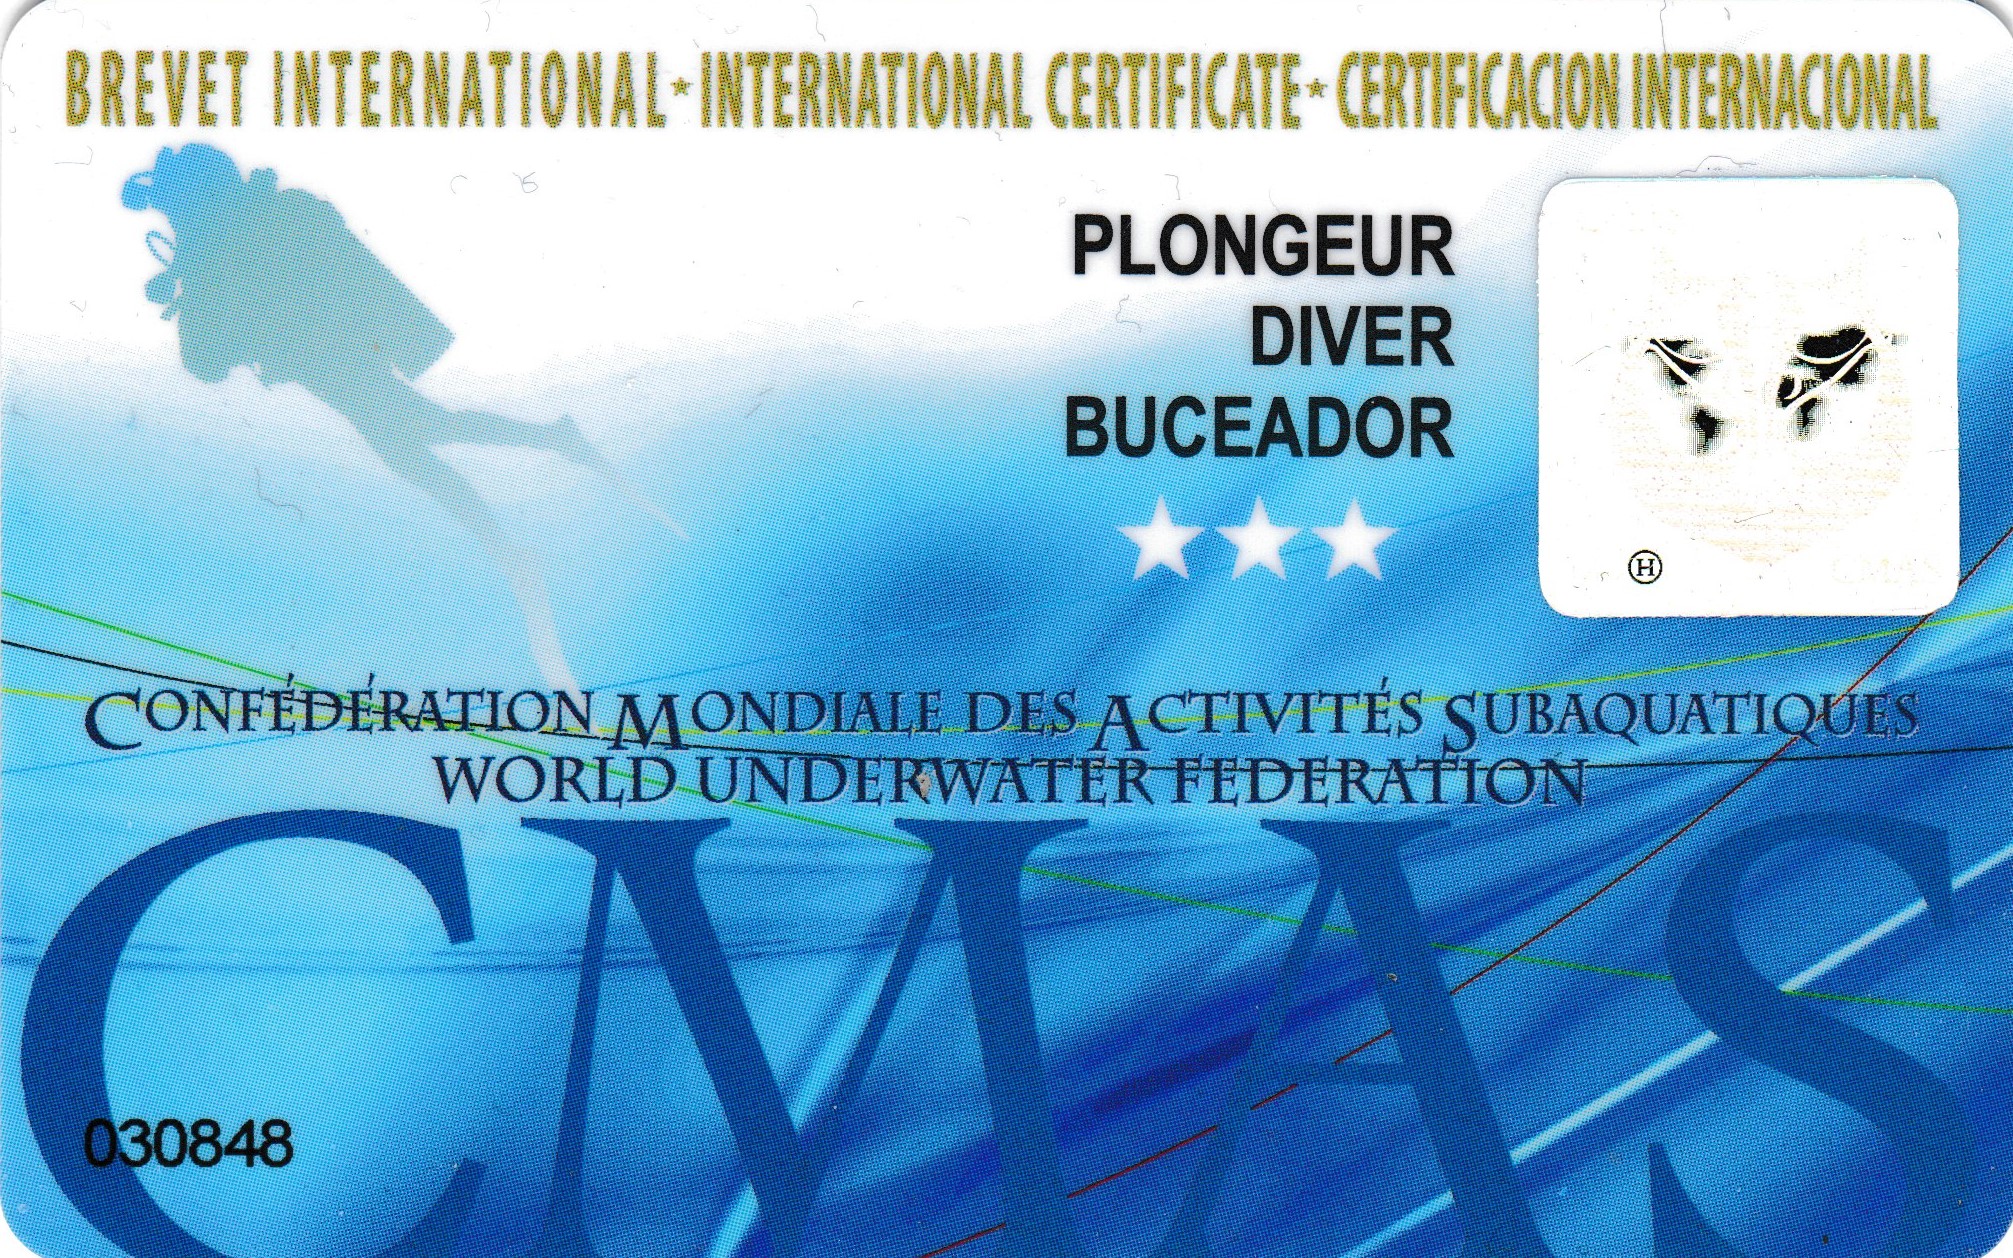 BREVET INTERNATIONAL * INTERNATIONAL CERTIFICATE * CERTIFICACION INTERNACIONAL
PLONGEUR
DIVER
BUCEADOR
H
CONFÉDÉRATION MONDIALE DES ACTIVITÉS SUBAQUATIQUES
WORLD UNDERWATER FEDERATION
CMAS
030848